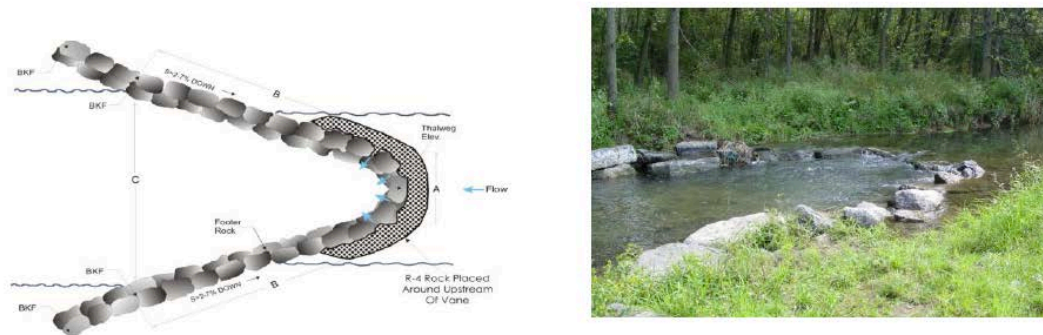 BKF
S=2-7% DOWN
B
BKF
Thalweg
Elev.
C
A
Flow
Footer
Rock
BKF
S=2-7% DOWN
B
R-4 Rock Placed
Around Upstream
Of Vane
BKF